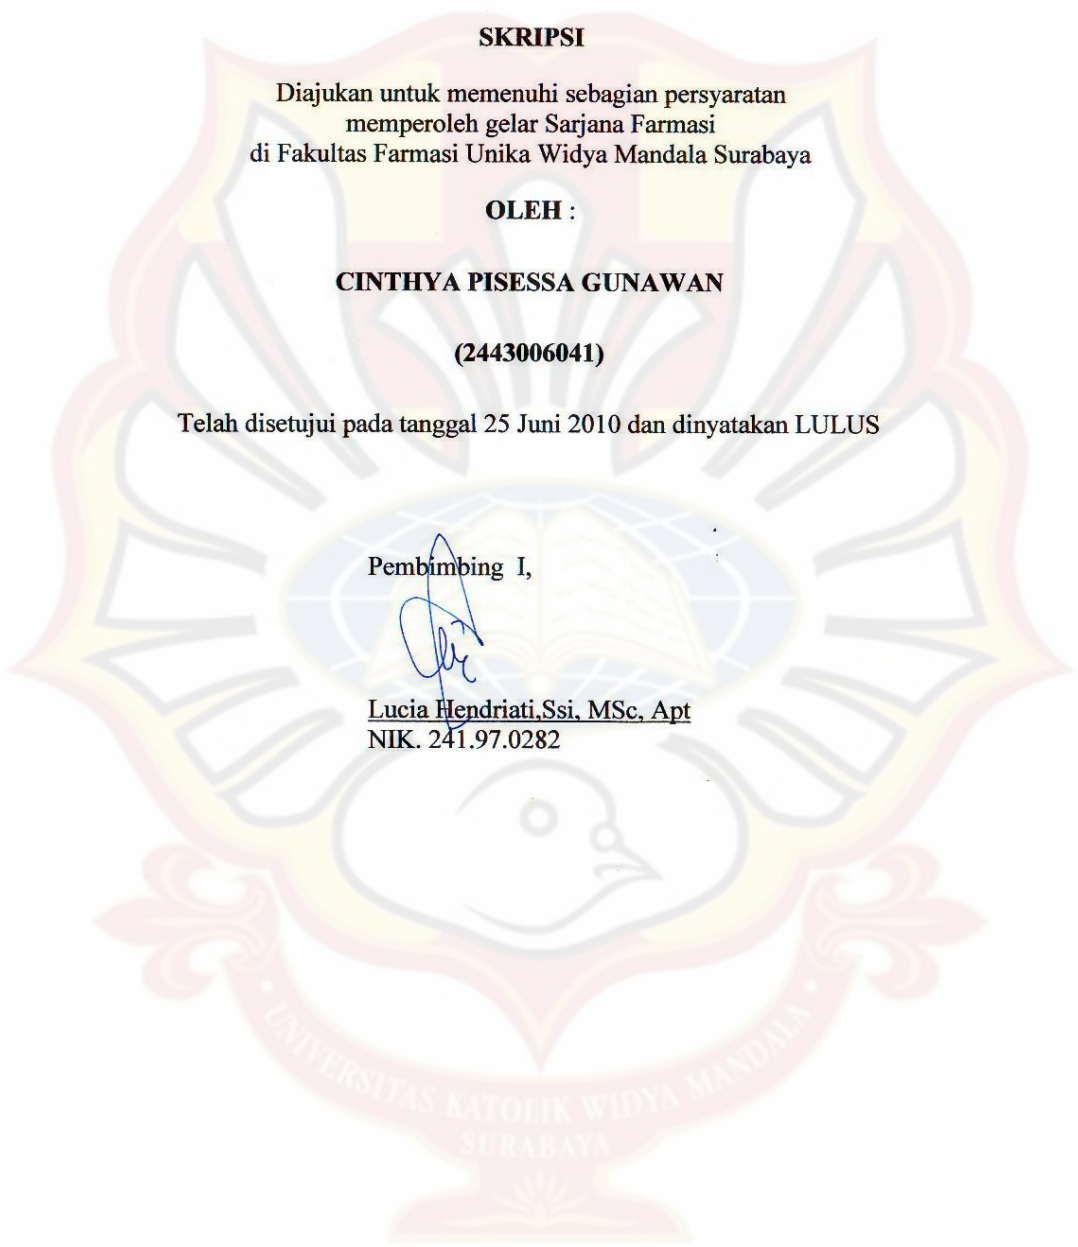 SKRIPSI
Diajukan untuk memenuhi sebagian persyaratan
memperoleh gelar Sarjana Farmasi
di Fakultas Farmasi Unika Widya Mandala Surabaya
OLEH :
CINTHYA PISESSA GUNAWAN
(2443006041)
Telah disetujui pada tanggal 25 Juni 2010 dan dinyatakan LULUS
Pembimbing I,
Lucia Hendriati,Ssi, MSc, Apt
NIK. 241.97.0282
• UNIVERSITAS KATOLIK WIDYA MANDALA •
SURABAYA